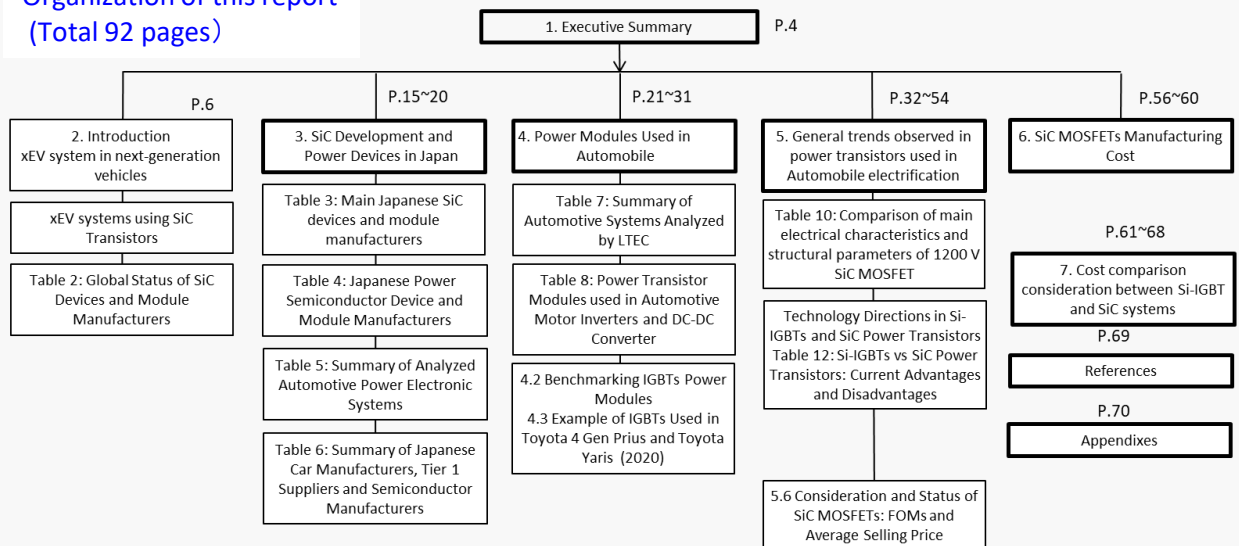 Organization of this report
(Total 92 pages）
1. Executive Summary
P.4
P.6
2. Introduction
xEV system in next-generation
vehicles
xEV systems using SiC
Transistors
Table 2: Global Status of SiC
Devices and Module
Manufacturers
P.15~20
3. SiC Development and
Power Devices in Japan
Table 3: Main Japanese SiC
devices and module
manufacturers
Table 4: Japanese Power
Semiconductor Device and
Module Manufacturers
Table 5: Summary of Analyzed
Automotive Power Electronic
Systems
Table 6: Summary of Japanese
Car Manufacturers, Tier 1
Suppliers and Semiconductor
Manufacturers
P.21~31
4. Power Modules Used in
Automobile
Table 7: Summary of
Automotive Systems Analyzed
by LTEC
Table 8: Power Transistor
Modules used in Automotive
Motor Inverters and DC-DC
Converter
4.2 Benchmarking IGBTs Power
Modules
4.3 Example of IGBTs Used in
Toyota 4 Gen Prius and Toyota
Yaris (2020)
P.32~54
5. General trends observed in
power transistors used in
Automobile electrification
Table 10: Comparison of main
electrical characteristics and
structural parameters of 1200 V
SiC MOSFET
Technology Directions in Si-
IGBTs and SiC Power Transistors
Table 12: Si-IGBTs vs SiC Power
Transistors: Current Advantages
and Disadvantages
5.6 Consideration and Status of
SiC MOSFETs: FOMs and
Average Selling Price
P.56~60
6. SiC MOSFETs Manufacturing
Cost
P.61~68
7. Cost comparison
consideration between Si-IGBT
and SiC systems
P.69
References
P.70
Appendixes